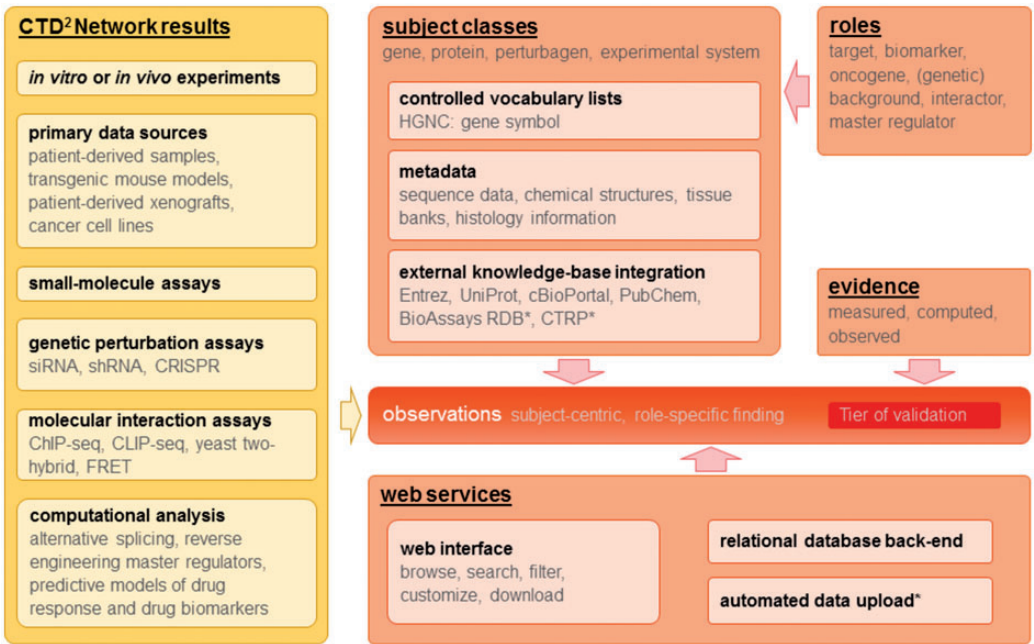 CTD² Network results
in vitro or in vivo experiments
primary data sources
patient-derived samples,
transgenic mouse models,
patient-derived xenografts,
cancer cell lines
small-molecule assays
genetic perturbation assays
siRNA, shRNA, CRISPR
molecular interaction assays
ChIP-seq, CLIP-seq, yeast two-
hybrid, FRET
computational analysis
alternative splicing, reverse
engineering master regulators,
predictive models of drug
response and drug biomarkers
subject classes
gene, protein, perturbagen, experimental system
controlled vocabulary lists
HGNC: gene symbol
metadata
sequence data, chemical structures, tissue
banks, histology information
external knowledge-base integration
Entrez, UniProt, cBioPortal, PubChem,
BioAssays RDB*, CTRP*
roles
target, biomarker,
oncogene, (genetic)
background, interactor,
master regulator
evidence
measured, computed,
observed
observations subject-centric, role-specific finding
Tier of validation
web services
web interface
browse, search, filter,
customize, download
relational database back-end
automated data upload*